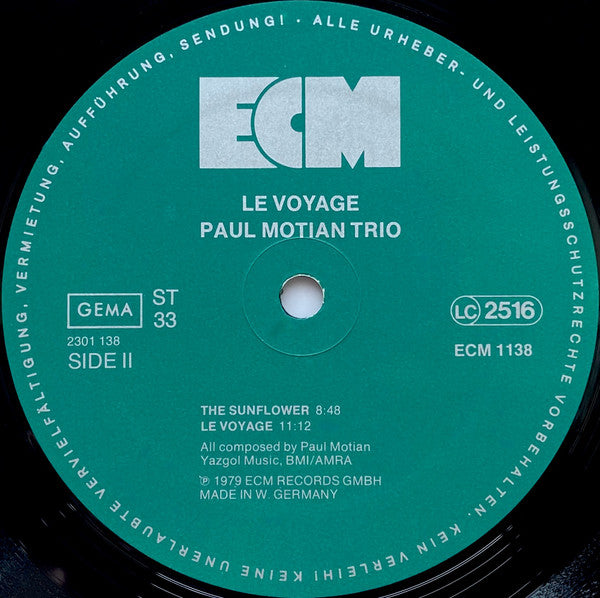 ALLE URHEBER- UND LEISTUNGSSCHUTZRECHTE VORBEHALTEN. KEIN VERLEIH! KEINE UNERLAUBTE VERVIELFÄLTIGUNG, VERMIETUNG, AUFFÜHRUNG, SENDUNG! ·
ECM
LE VOYAGE
PAUL MOTIAN TRIO
GEMA
ST
33
2301 138
SIDE II
LC 2516
ECM 1138
THE SUNFLOWER 8:48
LE VOYAGE 11:12
All composed by Paul Motian
Yazgol Music, BMI/AMRA
℗ 1979 ECM RECORDS GMBH
MADE IN W. GERMANY